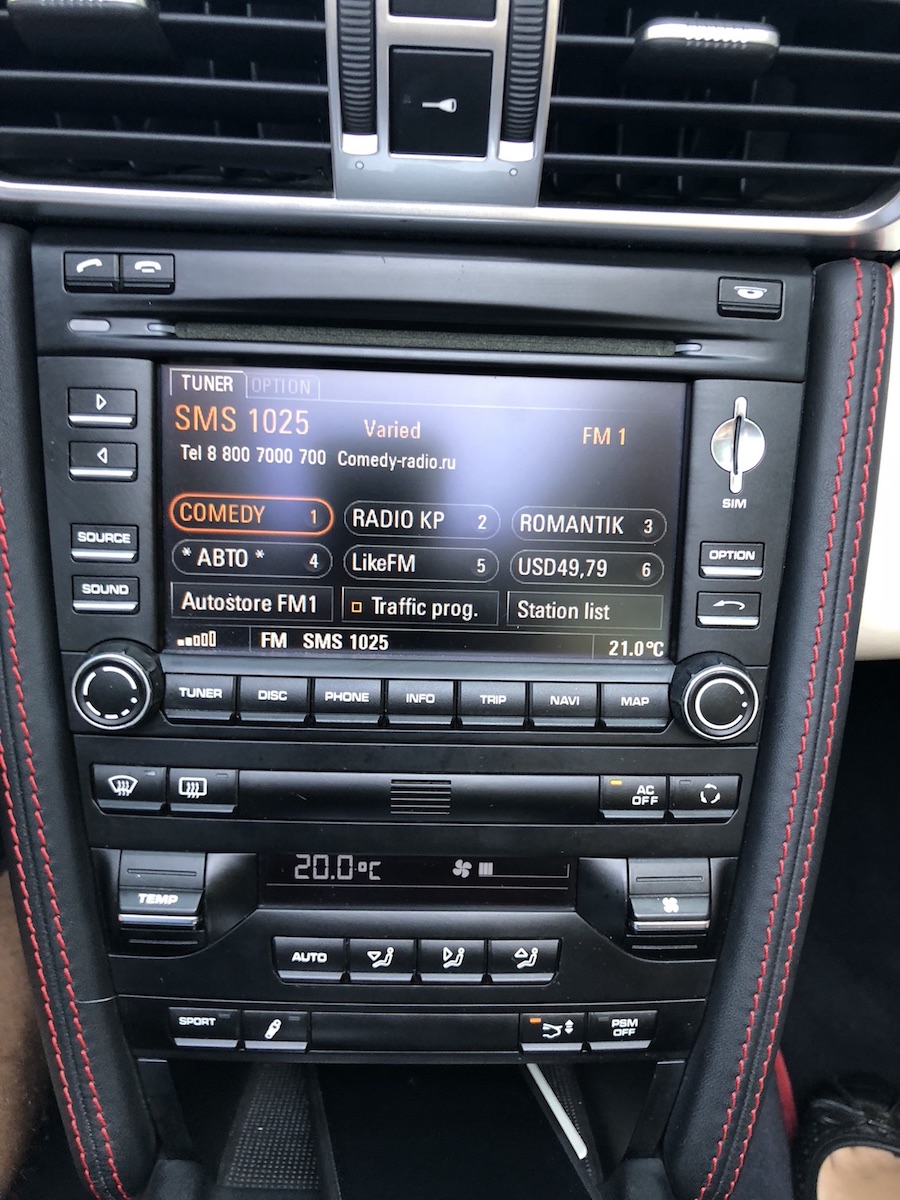 TUNER OPTION
SMS 1025 Varied FM 1
Tel 8 800 7000 700 Comedy-radio.ru
COMEDY 1 RADIO KP 2 ROMANTIK 3
* АВТО * 4 LikeFM 5 USD49,79 6
Autostore FM1 Traffic prog. Station list
FM SMS 1025 21.0°C
SIM
SOURCE
SOUND
OPTION
TUNER DISC PHONE INFO TRIP NAVI MAP
AC
OFF
20.0°C
TEMP
AUTO
SPORT
PSM
OFF